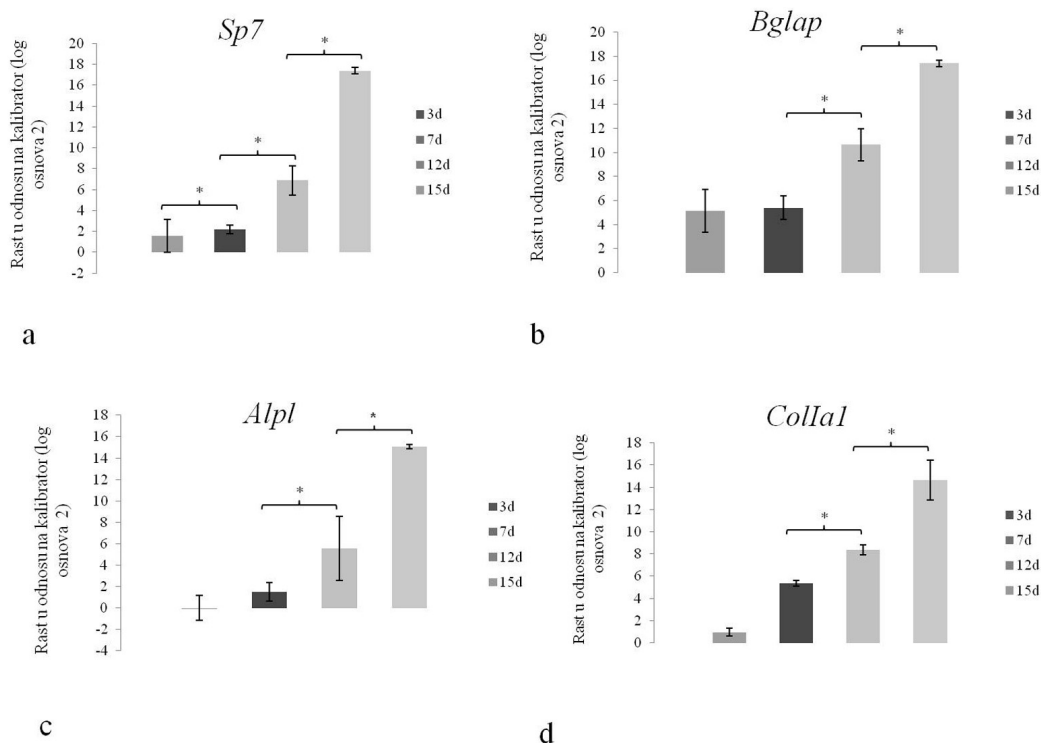 Sp7
Rast u odnosu na kalibrator (log
osnova 2)
20
18
16
14
12
10
8
6
4
2
0
-2
*
*
*
3d
7d
12d
15d
a
Bglap
Rast u odnosu na kalibrator (log
osnova 2)
20
18
16
14
12
10
8
6
4
2
0
*
*
3d
7d
12d
15d
b
Alpl
Rast u odnosu na kalibrator (log
osnova 2)
18
16
14
12
10
8
6
4
2
0
-2
-4
*
*
3d
7d
12d
15d
c
ColIa1
Rast u odnosu na kalibrator (log
osnova 2)
18
16
14
12
10
8
6
4
2
0
*
*
3d
7d
12d
15d
d